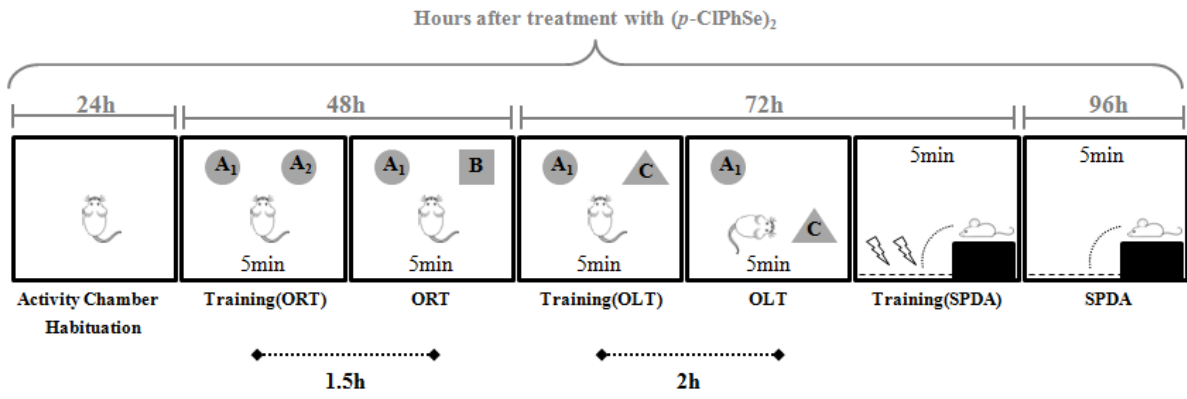 Hours after treatment with (p-ClPhSe)₂
24h 48h 72h 96h
A₁ A₂ A₁ B A₁ C A₁ 5min 5min
C
5min 5min 5min 5min
Activity Chamber Training(ORT) ORT Training(OLT) OLT Training(SPDA) SPDA
Habituation
1.5h 2h